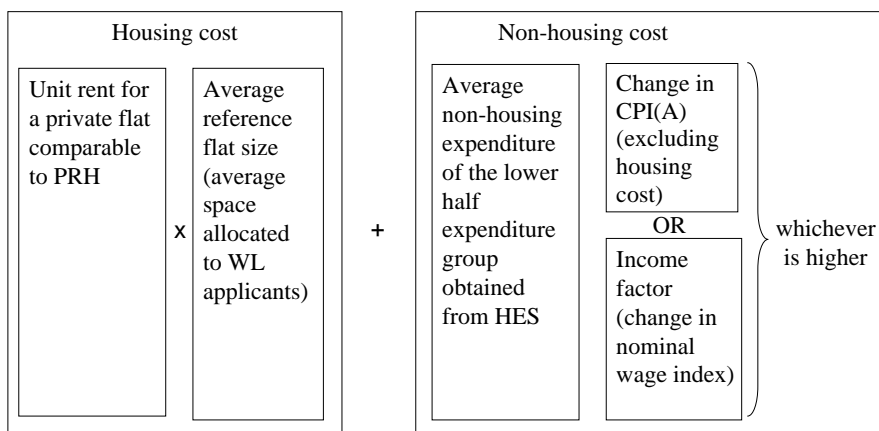 Housing cost
Unit rent for
a private flat
comparable
to PRH
x
Average
reference
flat size
(average
space
allocated
to WL
applicants)
+
Non-housing cost
Average
non-housing
expenditure
of the lower
half
expenditure
group
obtained
from HES
Change in
CPI(A)
(excluding
housing
cost)
OR
Income
factor
(change in
nominal
wage index)
whichever
is higher